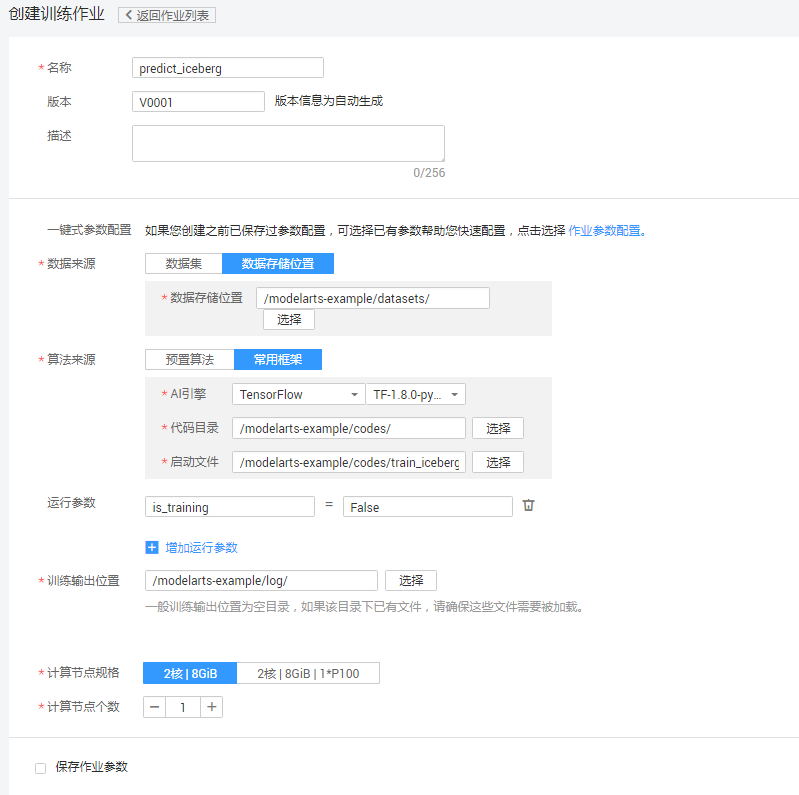 创建训练作业 返回作业列表
* 名称 predict_iceberg
版本 V0001 版本信息为自动生成
描述
0/256
一键式参数配置 如果您创建之前已保存过参数配置，可选择已有参数帮助您快速配置，点击选择 作业参数配置。
* 数据来源 数据集 数据存储位置
* 数据存储位置 /modelarts-example/datasets/
选择
* 算法来源 预置算法 常用框架
* AI引擎 TensorFlow TF-1.8.0-py...
* 代码目录 /modelarts-example/codes/ 选择
* 启动文件 /modelarts-example/codes/train_iceberg 选择
运行参数 is_training = False
增加运行参数
* 训练输出位置 /modelarts-example/log/ 选择
一般训练输出位置为空目录，如果该目录下已有文件，请确保这些文件需要被加载。
* 计算节点规格 2核 | 8GiB 2核 | 8GiB | 1*P100
* 计算节点个数 − 1 +
保存作业参数